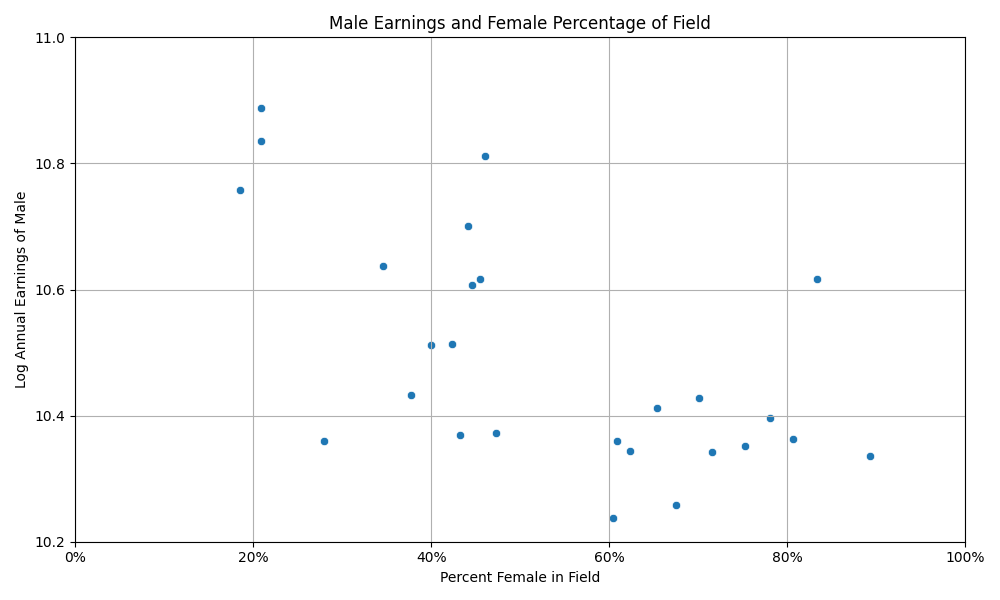 Male Earnings and Female Percentage of Field
11.0
10.8
10.6
10.4
10.2
Log Annual Earnings of Male
0% 20% 40% 60% 80% 100%
Percent Female in Field